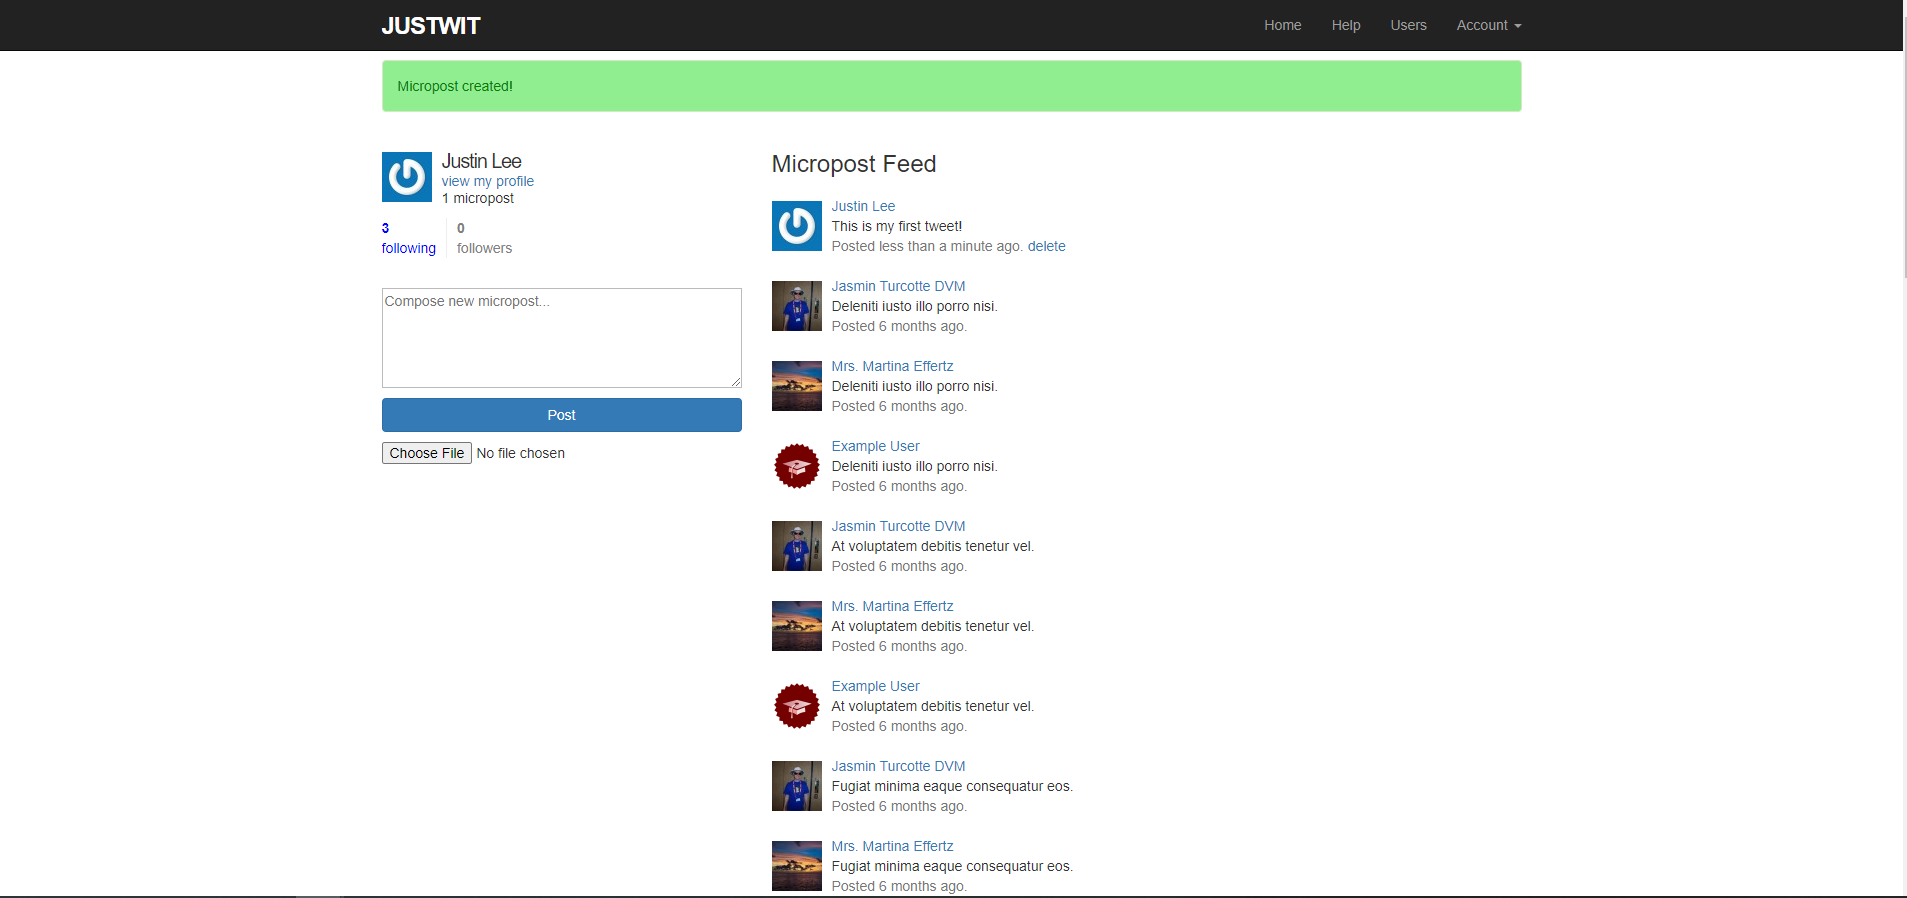 JUSTWIT
Home Help Users Account
Micropost created!
Justin Lee
view my profile
1 micropost
3 0
following followers
Compose new micropost...
Post
Choose File No file chosen
Micropost Feed
Justin Lee
This is my first tweet!
Posted less than a minute ago. delete
Jasmin Turcotte DVM
Deleniti iusto illo porro nisi.
Posted 6 months ago.
Mrs. Martina Effertz
Deleniti iusto illo porro nisi.
Posted 6 months ago.
Example User
Deleniti iusto illo porro nisi.
Posted 6 months ago.
Jasmin Turcotte DVM
At voluptatem debitis tenetur vel.
Posted 6 months ago.
Mrs. Martina Effertz
At voluptatem debitis tenetur vel.
Posted 6 months ago.
Example User
At voluptatem debitis tenetur vel.
Posted 6 months ago.
Jasmin Turcotte DVM
Fugiat minima eaque consequatur eos.
Posted 6 months ago.
Mrs. Martina Effertz
Fugiat minima eaque consequatur eos.
Posted 6 months ago.